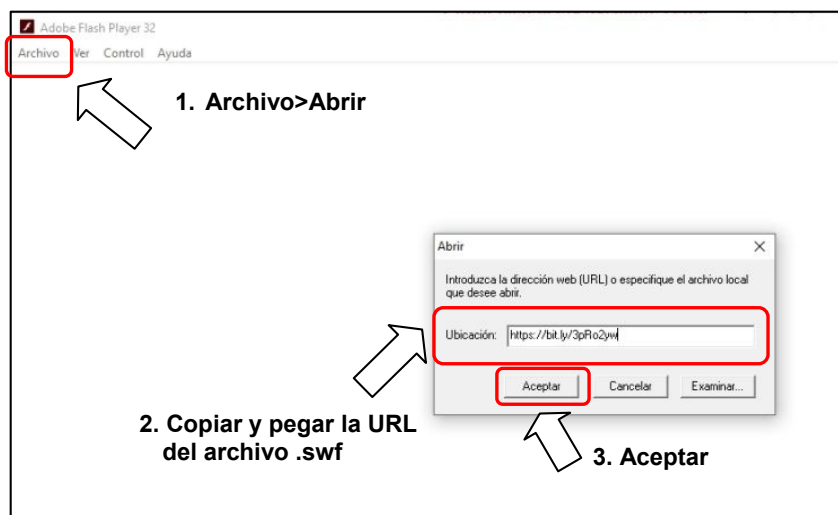 Adobe Flash Player 32
Archivo Ver Control Ayuda
1. Archivo>Abrir
Abrir
Introduzca la dirección web (URL) o especifique el archivo local
que desee abrir.
Ubicación: https://bit.ly/3pRo2yw
Aceptar Cancelar Examinar...
2. Copiar y pegar la URL
del archivo .swf
3. Aceptar